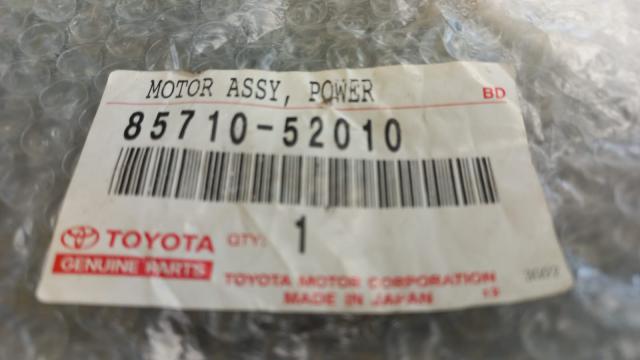 MOTOR ASSY, POWER
BD
85710-52010
TOYOTA QTY: 1
GENUINE PARTS
TOYOTA MOTOR CORPORATION
MADE IN JAPAN